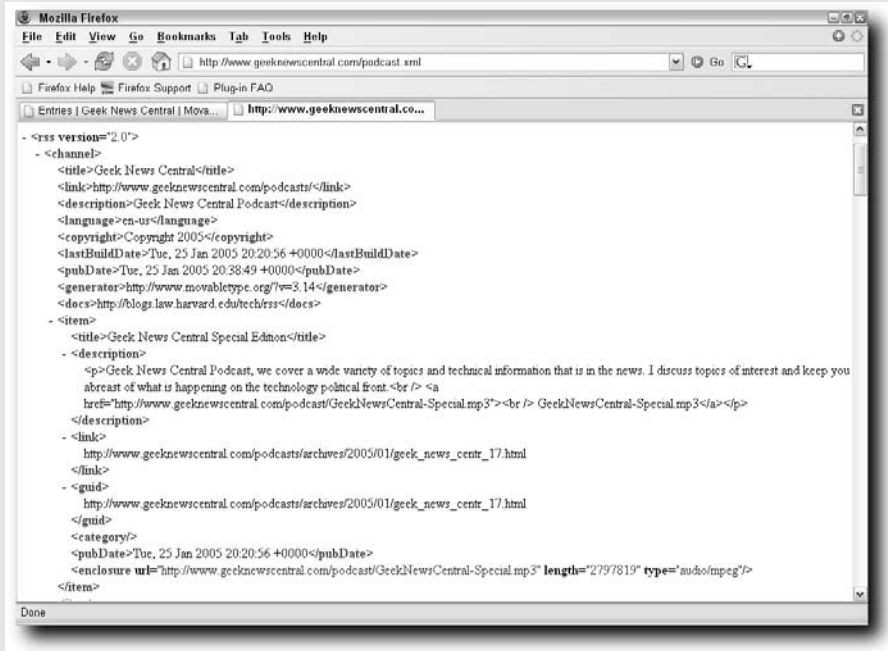 Mozilla Firefox
File Edit View Go Bookmarks Tab Tools Help
http://www.geeknewscentral.com/podcast.xml
Go
G
Firefox Help Firefox Support Plug-in FAQ
Entries | Geek News Central | Mova...
http://www.geeknewscentral.co...
- <rss version="2.0">
- <channel>
<title>Geek News Central</title>
<link>http://www.geeknewscentral.com/podcasts/</link>
<description>Geek News Central Podcast</description>
<language>en-us</language>
<copyright>Copyright 2005</copyright>
<lastBuildDate>Tue, 25 Jan 2005 20:20:56 +0000</lastBuildDate>
<pubDate>Tue, 25 Jan 2005 20:38:49 +0000</pubDate>
<generator>http://www.movabletype.org/?v=3.14</generator>
<docs>http://blogs.law.harvard.edu/tech/rss</docs>
- <item>
<title>Geek News Central Special Edition</title>
- <description>
<p>Geek News Central Podcast, we cover a wide variety of topics and technical information that is in the news. I discuss topics of interest and keep you
abreast of what is happening on the technology political front.<br /> <a
href="http://www.geeknewscentral.com/podcast/GeekNewsCentral-Special.mp3"><br /> GeekNewsCentral-Special.mp3</a></p>
</description>
- <link>
http://www.geeknewscentral.com/podcasts/archives/2005/01/geek_news_centr_17.html
</link>
- <guid>
http://www.geeknewscentral.com/podcasts/archives/2005/01/geek_news_centr_17.html
</guid>
<category/>
<pubDate>Tue, 25 Jan 2005 20:20:56 +0000</pubDate>
<enclosure url="http://www.geeknewscentral.com/podcast/GeekNewsCentral-Special.mp3" length="2797819" type="audio/mpeg"/>
</item>
Done